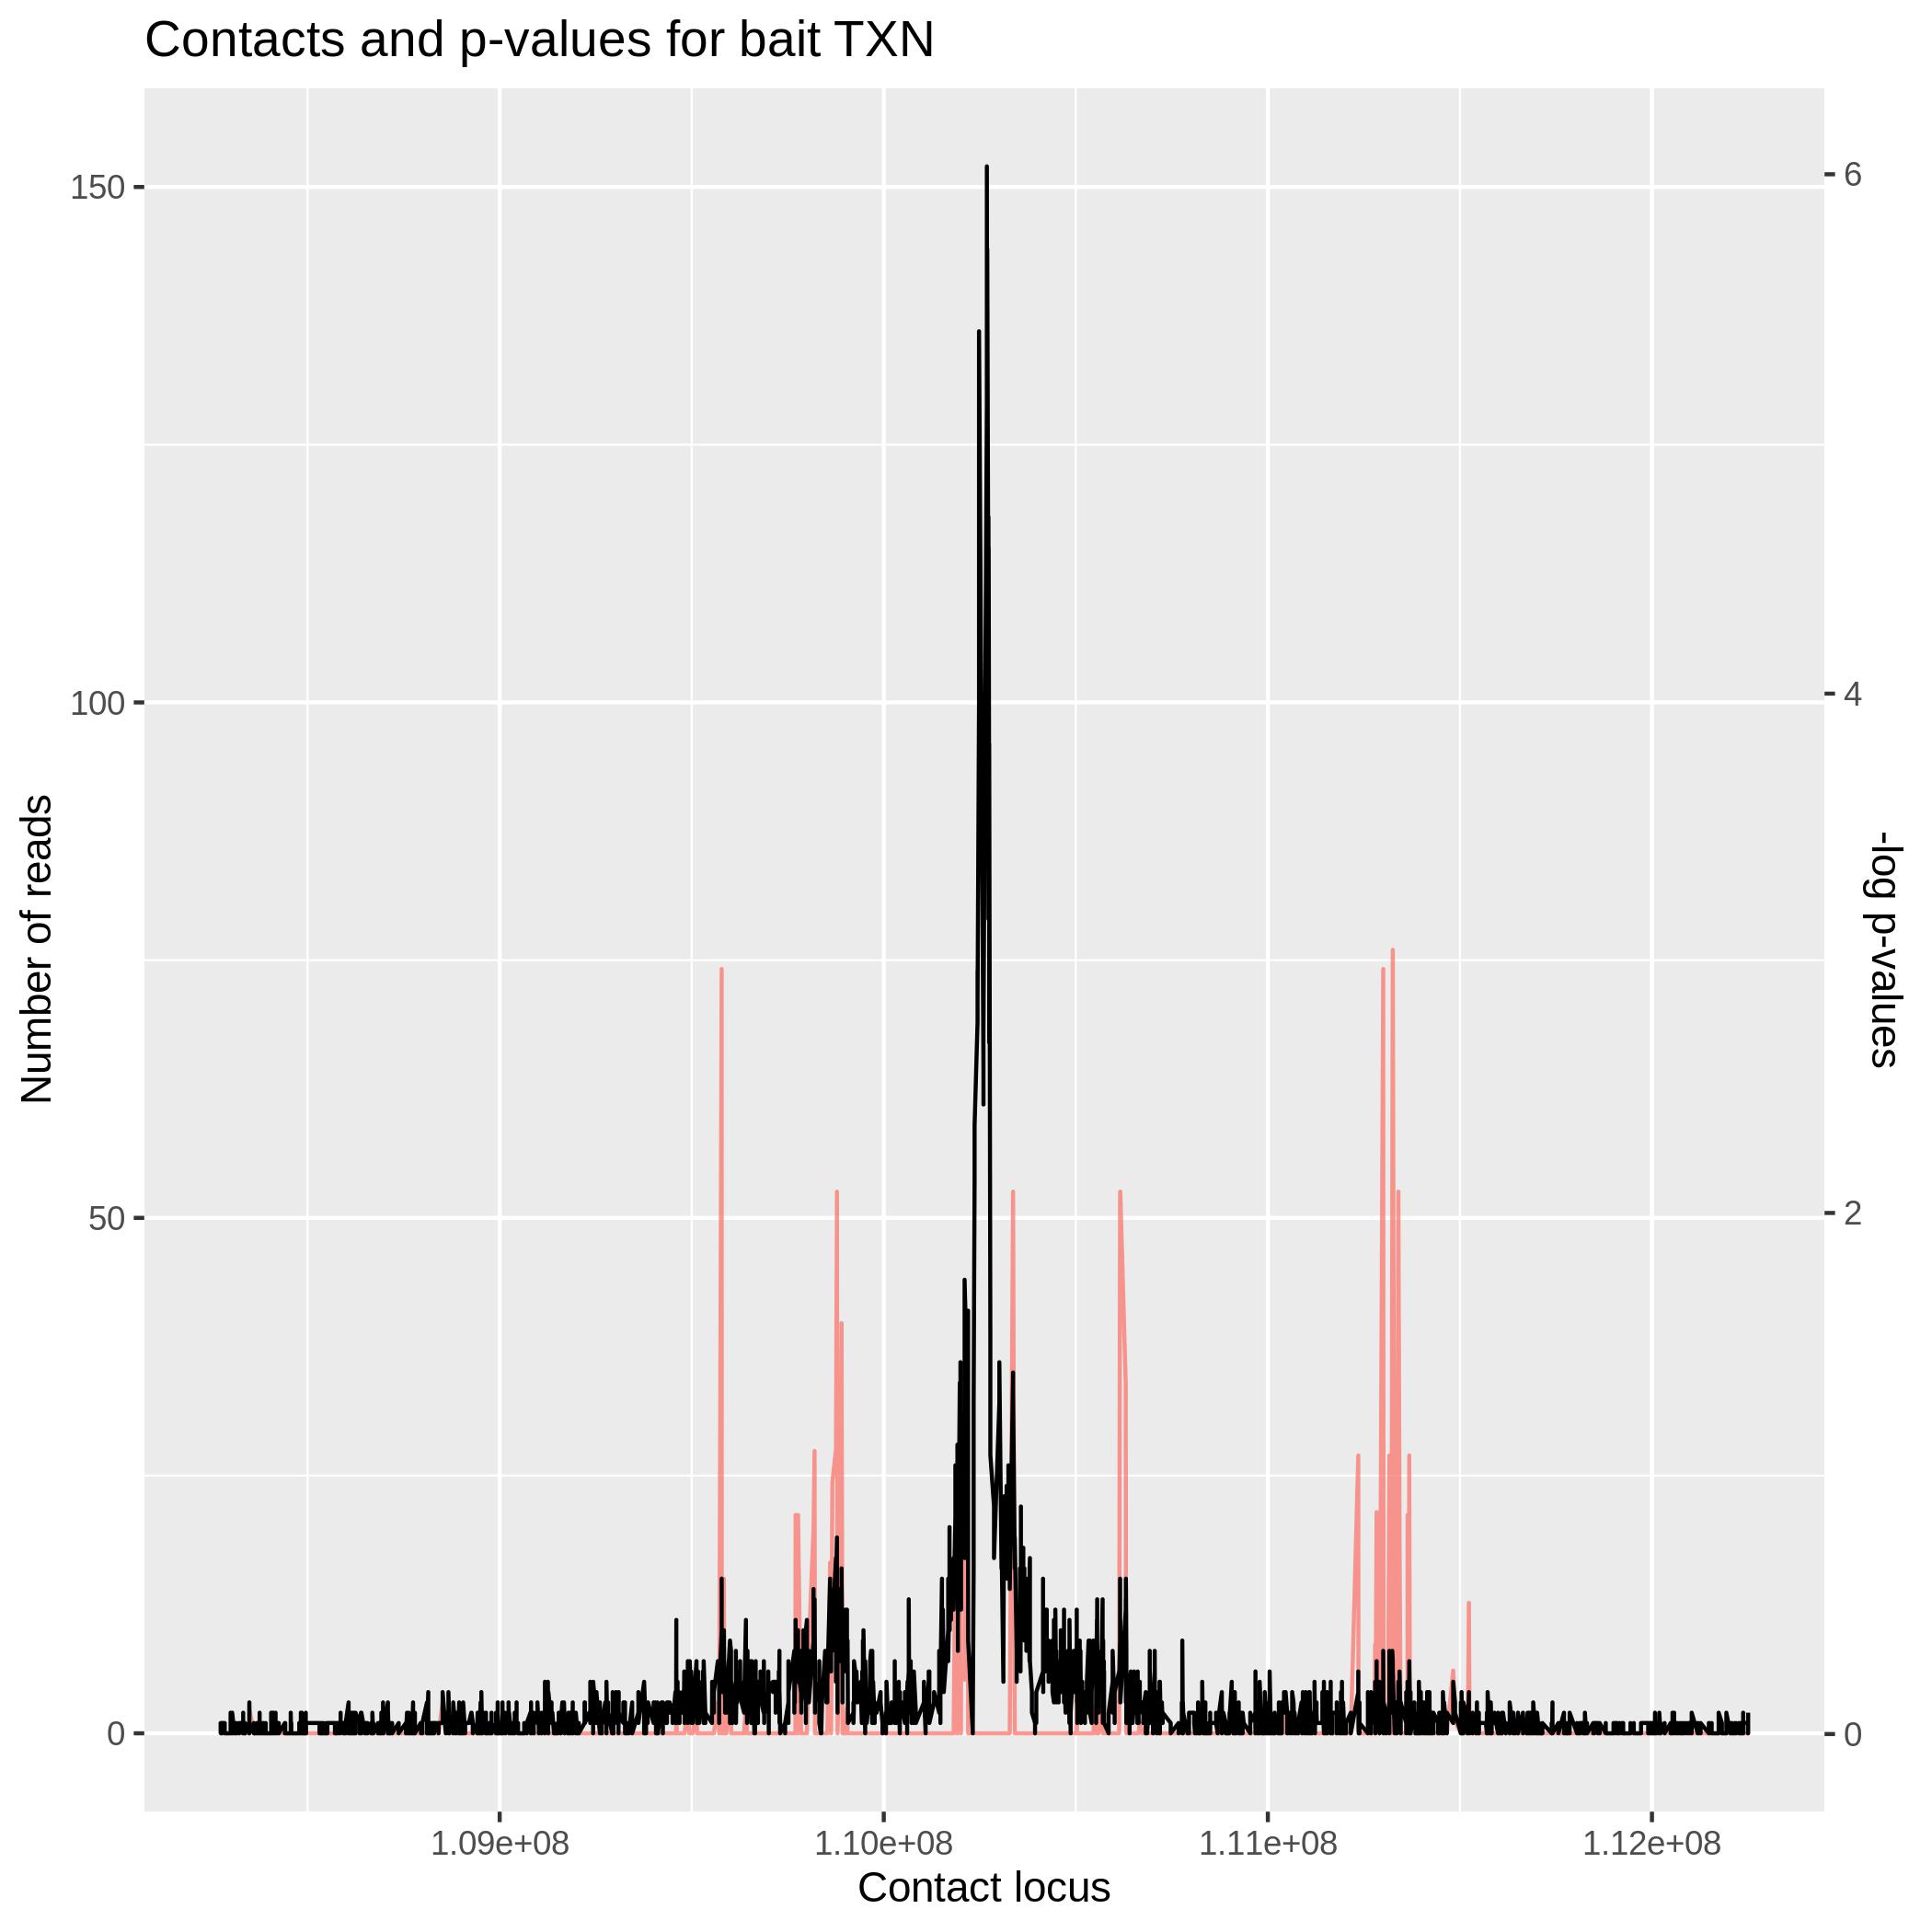 Contacts and p-values for bait TXN
150
100
50
0
Number of reads
6
4
2
0
-log p-values
1.09e+08 1.10e+08 1.11e+08 1.12e+08
Contact locus